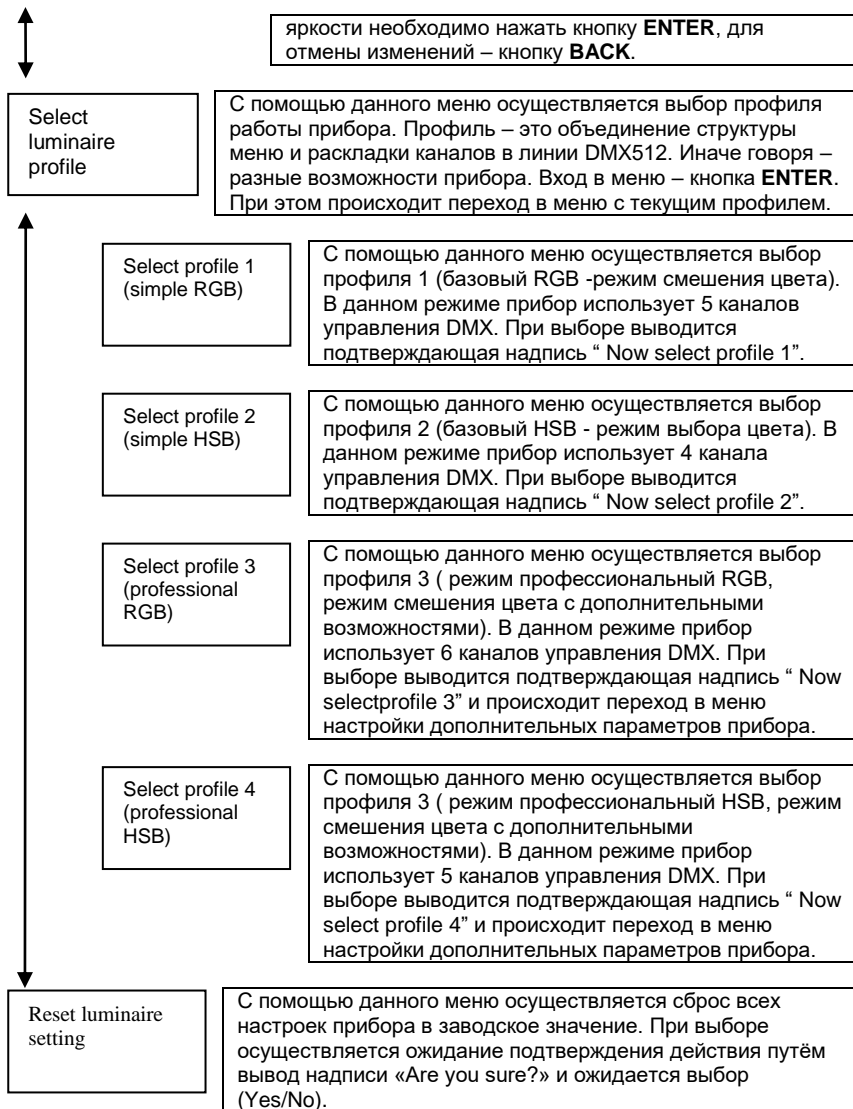 яркости необходимо нажать кнопку ENTER, для
отмены изменений – кнопку BACK.
Select
luminaire
profile
С помощью данного меню осуществляется выбор профиля
работы прибора. Профиль – это объединение структуры
меню и раскладки каналов в линии DMX512. Иначе говоря –
разные возможности прибора. Вход в меню – кнопка ENTER.
При этом происходит переход в меню с текущим профилем.
Select profile 1
(simple RGB)
С помощью данного меню осуществляется выбор
профиля 1 (базовый RGB -режим смешения цвета).
В данном режиме прибор использует 5 каналов
управления DMX. При выборе выводится
подтверждающая надпись “ Now select profile 1”.
Select profile 2
(simple HSB)
С помощью данного меню осуществляется выбор
профиля 2 (базовый HSB - режим выбора цвета). В
данном режиме прибор использует 4 канала
управления DMX. При выборе выводится
подтверждающая надпись “ Now select profile 2”.
Select profile 3
(professional
RGB)
С помощью данного меню осуществляется выбор
профиля 3 ( режим профессиональный RGB,
режим смешения цвета с дополнительными
возможностями). В данном режиме прибор
использует 6 каналов управления DMX. При
выборе выводится подтверждающая надпись “ Now
selectprofile 3” и происходит переход в меню
настройки дополнительных параметров прибора.
Select profile 4
(professional
HSB)
С помощью данного меню осуществляется выбор
профиля 3 ( режим профессиональный HSB, режим
смешения цвета с дополнительными
возможностями). В данном режиме прибор
использует 5 каналов управления DMX. При
выборе выводится подтверждающая надпись “ Now
select profile 4” и происходит переход в меню
настройки дополнительных параметров прибора.
Reset luminaire
setting
С помощью данного меню осуществляется сброс всех
настроек прибора в заводское значение. При выборе
осуществляется ожидание подтверждения действия путём
вывод надписи «Are you sure?» и ожидается выбор
(Yes/No).